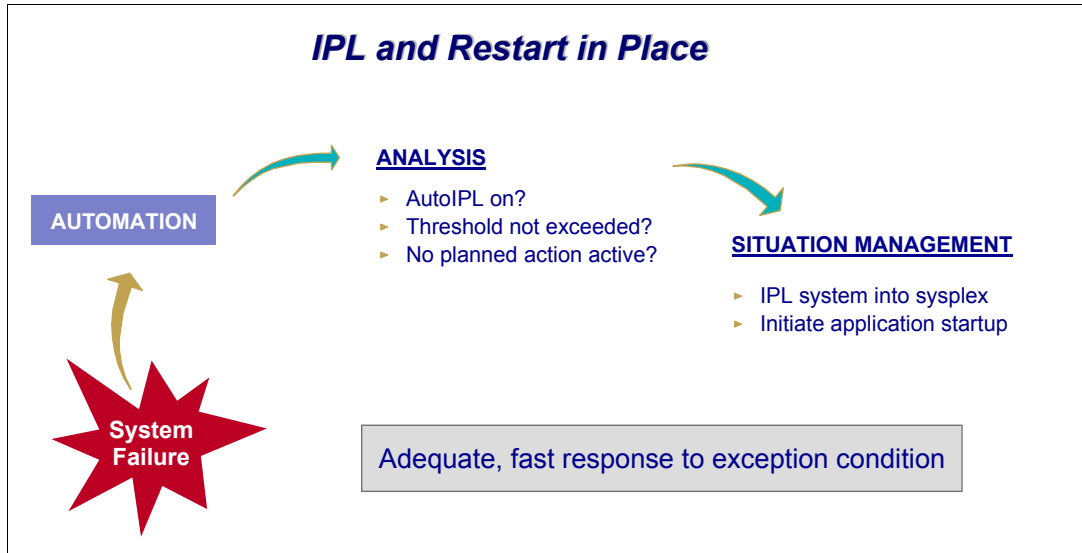 IPL and Restart in Place
System
Failure
AUTOMATION
ANALYSIS
► AutoIPL on?
► Threshold not exceeded?
► No planned action active?
SITUATION MANAGEMENT
► IPL system into sysplex
► Initiate application startup
Adequate, fast response to exception condition